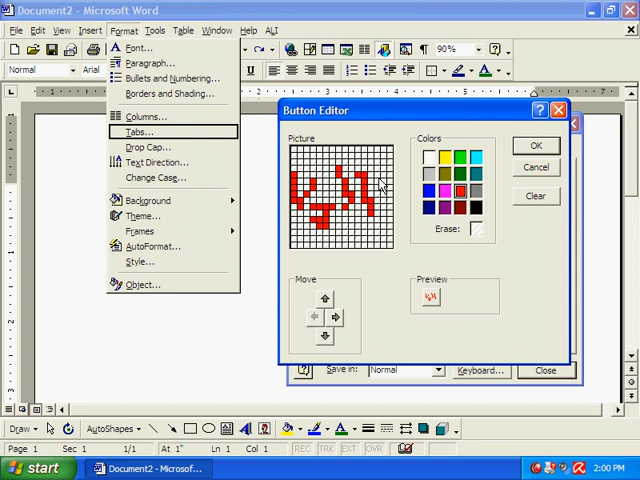 Document2 - Microsoft Word
File Edit View Insert Format Tools Table Window Help
90%
Normal Arial
Font...
Paragraph...
Bullets and Numbering...
Borders and Shading...
Columns...
Tabs...
Drop Cap...
Text Direction...
Change Case...
Background
Theme...
Frames
AutoFormat...
Style...
Object...
Button Editor
Picture
Colors
OK
Cancel
Clear
Erase:
Move
Preview
Save in: Normal Keyboard... Close
Draw AutoShapes
Page 1 Sec 1 1/1 At 1" Ln 1 Col 1 REC TRK EXT OVR
start Document2 - Microsof... 2:00 PM